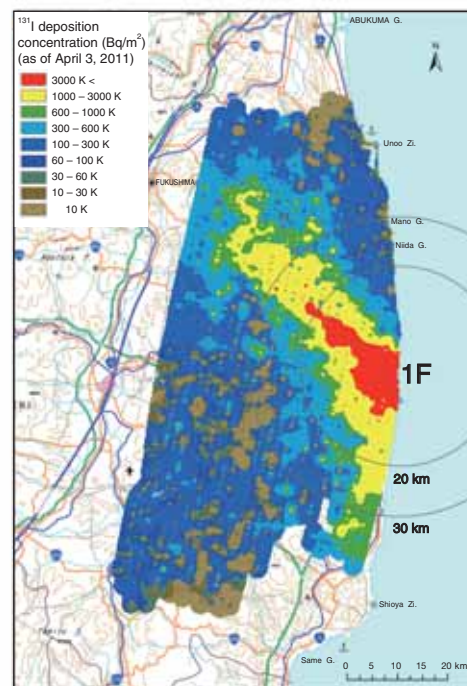 ¹³¹I deposition
concentration (Bq/m²)
(as of April 3, 2011)
3000 K <
1000 – 3000 K
600 – 1000 K
300 – 600 K
100 – 300 K
60 – 100 K
30 – 60 K
10 – 30 K
10 K
ABUKUMA G.
N
Unoo Zi.
FUKUSHIMA
Mano G.
Niida G.
1F
20 km
30 km
Shioya Zi.
Same G.
0 5 10 15 20 km